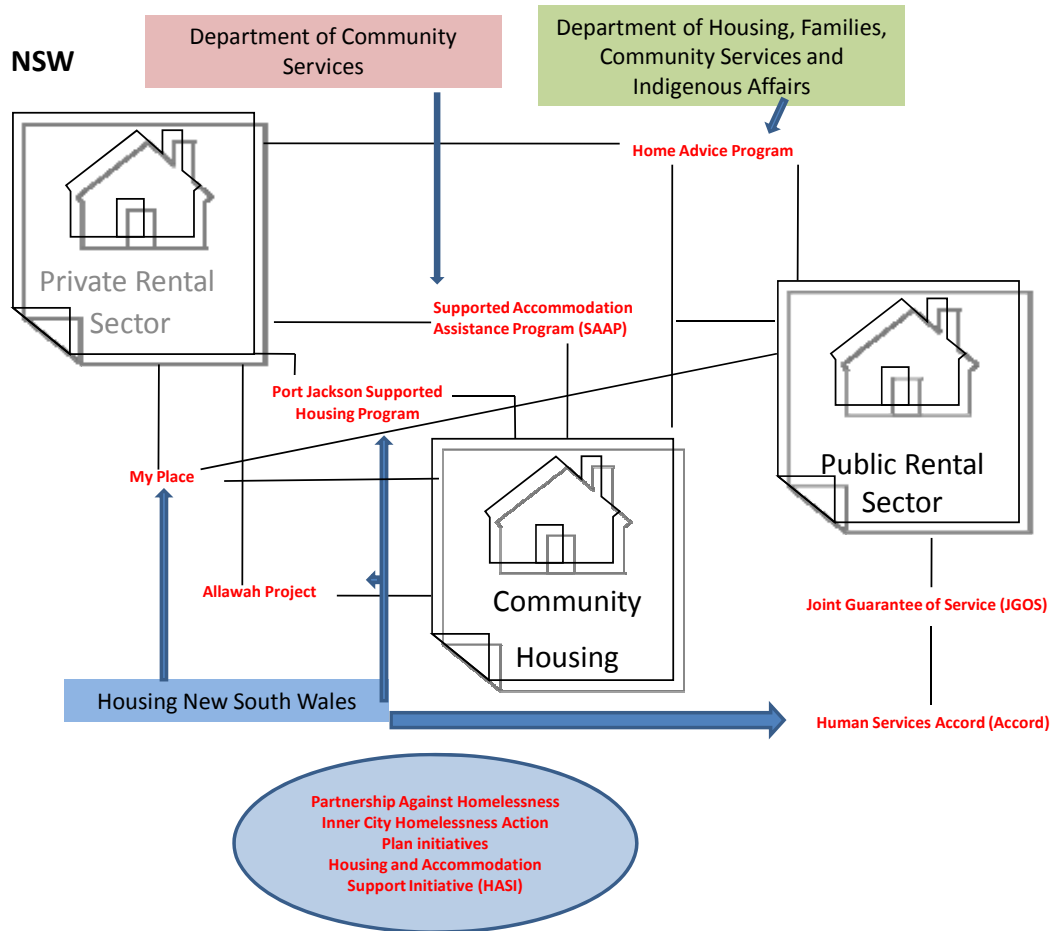 NSW
Department of Community
Services
Department of Housing, Families,
Community Services and
Indigenous Affairs
Home Advice Program
Private Rental
Sector
Supported Accommodation
Assistance Program (SAAP)
Port Jackson Supported
Housing Program
My Place
Public Rental
Sector
Allawah Project
Community
Housing
Joint Guarantee of Service (JGOS)
Housing New South Wales
Human Services Accord (Accord)
Partnership Against Homelessness
Inner City Homelessness Action
Plan initiatives
Housing and Accommodation
Support Initiative (HASI)